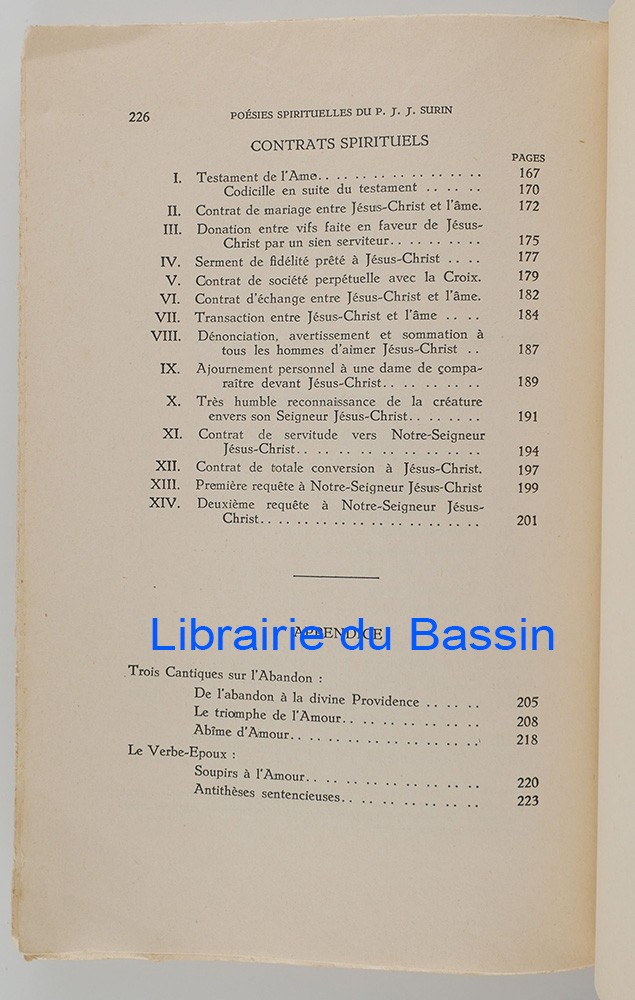 226 POÉSIES SPIRITUELLES DU P. J. J. SURIN
CONTRATS SPIRITUELS
PAGES
I. Testament de l'Ame. . . . . . . . . . . . . . . . . 167
Codicille en suite du testament . . . . . . 170
II. Contrat de mariage entre Jésus-Christ et l'âme. 172
III. Donation entre vifs faite en faveur de Jésus-
Christ par un sien serviteur. . . . . . . . . 175
IV. Serment de fidélité prêté à Jésus-Christ . . . . 177
V. Contrat de société perpétuelle avec la Croix. 179
VI. Contrat d'échange entre Jésus-Christ et l'âme. 182
VII. Transaction entre Jésus-Christ et l'âme . . . . 184
VIII. Dénonciation, avertissement et sommation à
tous les hommes d'aimer Jésus-Christ . . 187
IX. Ajournement personnel à une dame de çompa-
raître devant Jésus-Christ. . . . . . . . . 189
X. Très humble reconnaissance de la créature
envers son Seigneur Jésus-Christ. . . . . . . 191
XI. Contrat de servitude vers Notre-Seigneur
Jésus-Christ. . . . . . . . . . . . . . . . . 194
XII. Contrat de totale conversion à Jésus-Christ. 197
XIII. Première requête à Notre-Seigneur Jésus-Christ 199
XIV. Deuxième requête à Notre-Seigneur Jésus-
Christ. . . . . . . . . . . . . . . . . . . . . 201
APPENDICE
Librairie du Bassin
Trois Cantiques sur l'Abandon :
De l'abandon à la divine Providence . . . . . . 205
Le triomphe de l'Amour. . . . . . . . . . . . . 208
Abîme d'Amour. . . . . . . . . . . . . . . . . . 218
Le Verbe-Epoux :
Soupirs à l'Amour. . . . . . . . . . . . . . . . 220
Antithèses sentencieuses. . . . . . . . . . . . . 223